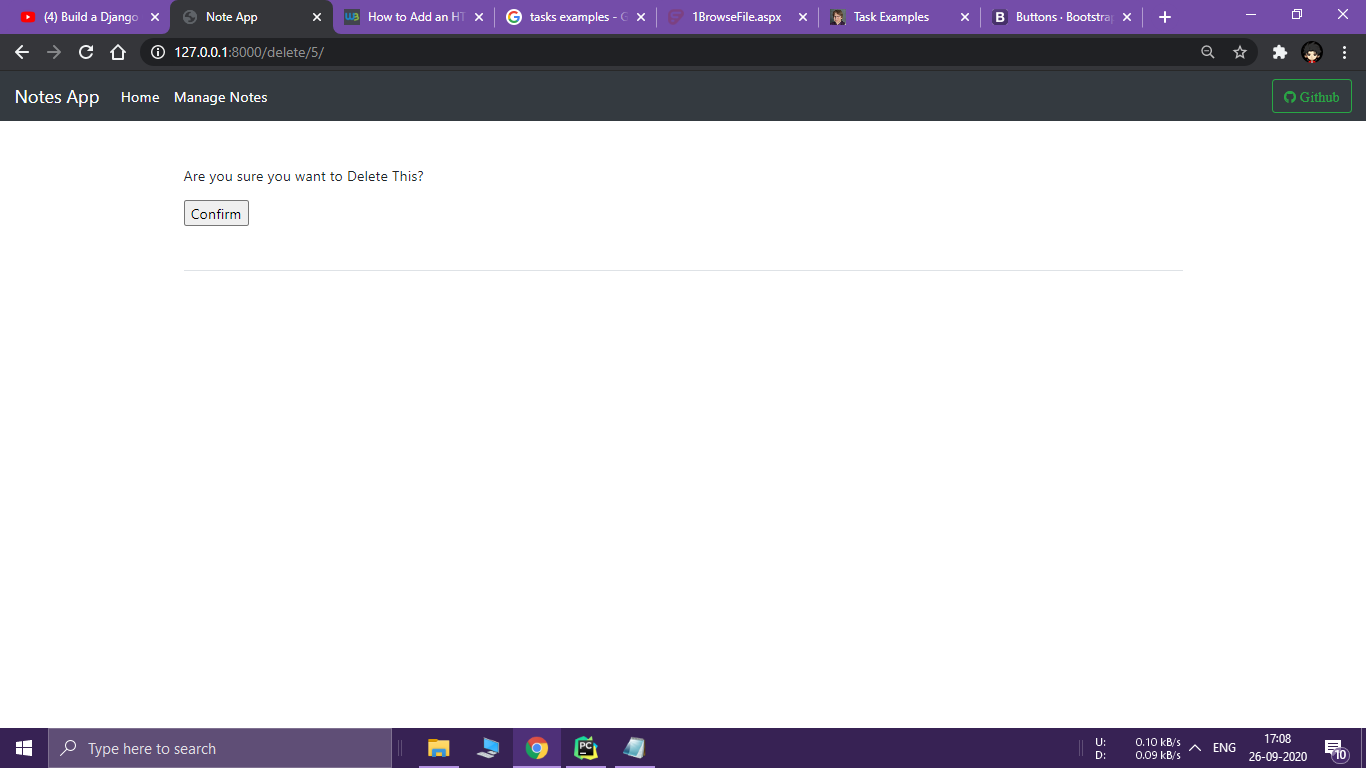 (4) Build a Django
Note App
How to Add an HT
tasks examples - G
1BrowseFile.aspx
Task Examples
Buttons · Bootstrap
127.0.0.1:8000/delete/5/
Notes App
Home
Manage Notes
Github
Are you sure you want to Delete This?
Confirm
Type here to search
PC
U: 0.10 kB/s
D: 0.09 kB/s
ENG
17:08
26-09-2020
10